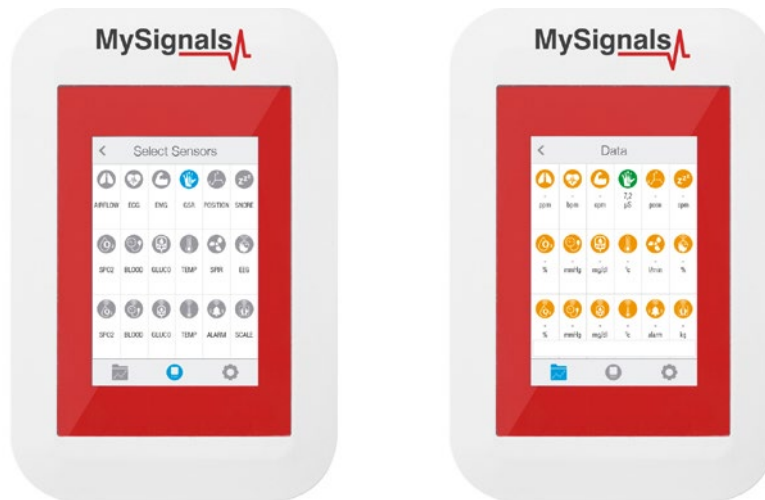 MySignals
Select Sensors
AIRFLOW ECG EMG GSR POSITION SNORE
SPO2 BLOOD GLUCO TEMP SPIR EEG
SPO2 BLOOD GLUCO TEMP ALARM SCALE
MySignals
Data
ppm bpm cpm 7,2 μS pose spm
% mmHg mg/dl °c l/min %
% mmHg mg/dl °c alarm kg